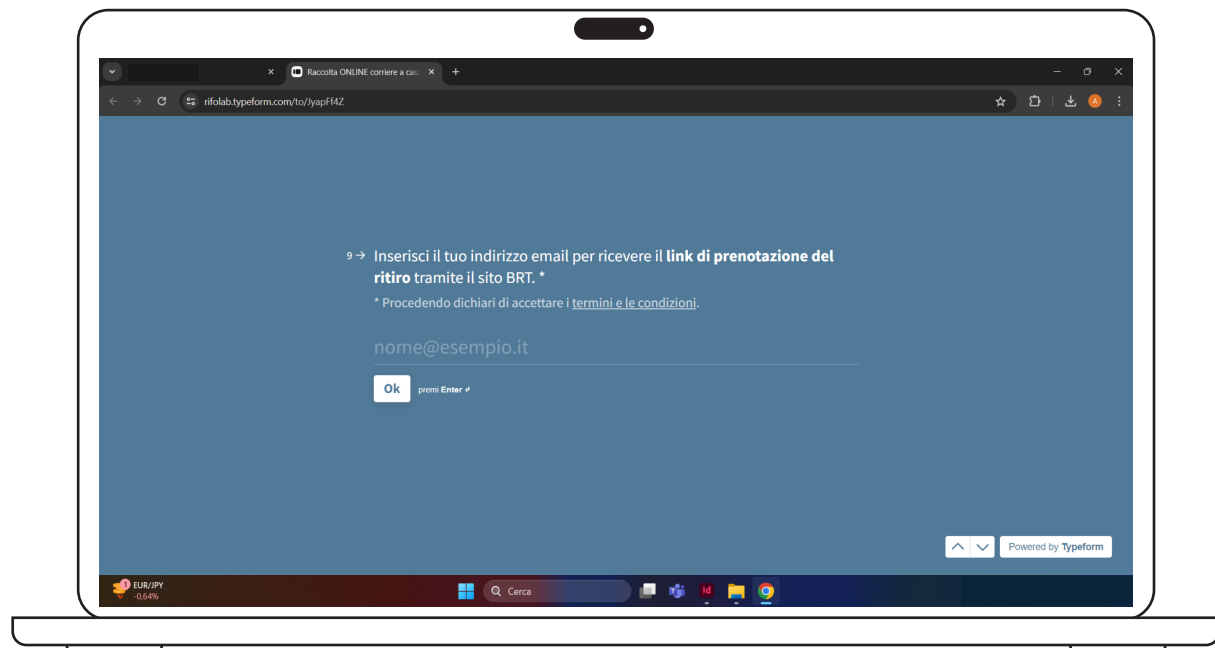 Raccolta ONLINE corriere a cas
rifolab.typeform.com/to/JyapFf4Z
A
9 Inserisci il tuo indirizzo email per ricevere il link di prenotazione del
ritiro tramite il sito BRT. *
* Procedendo dichiari di accettare i termini e le condizioni.
nome@esempio.it
Ok premi Enter
Powered by Typeform
1
EUR/JPY
-0,64%
Cerca
Id